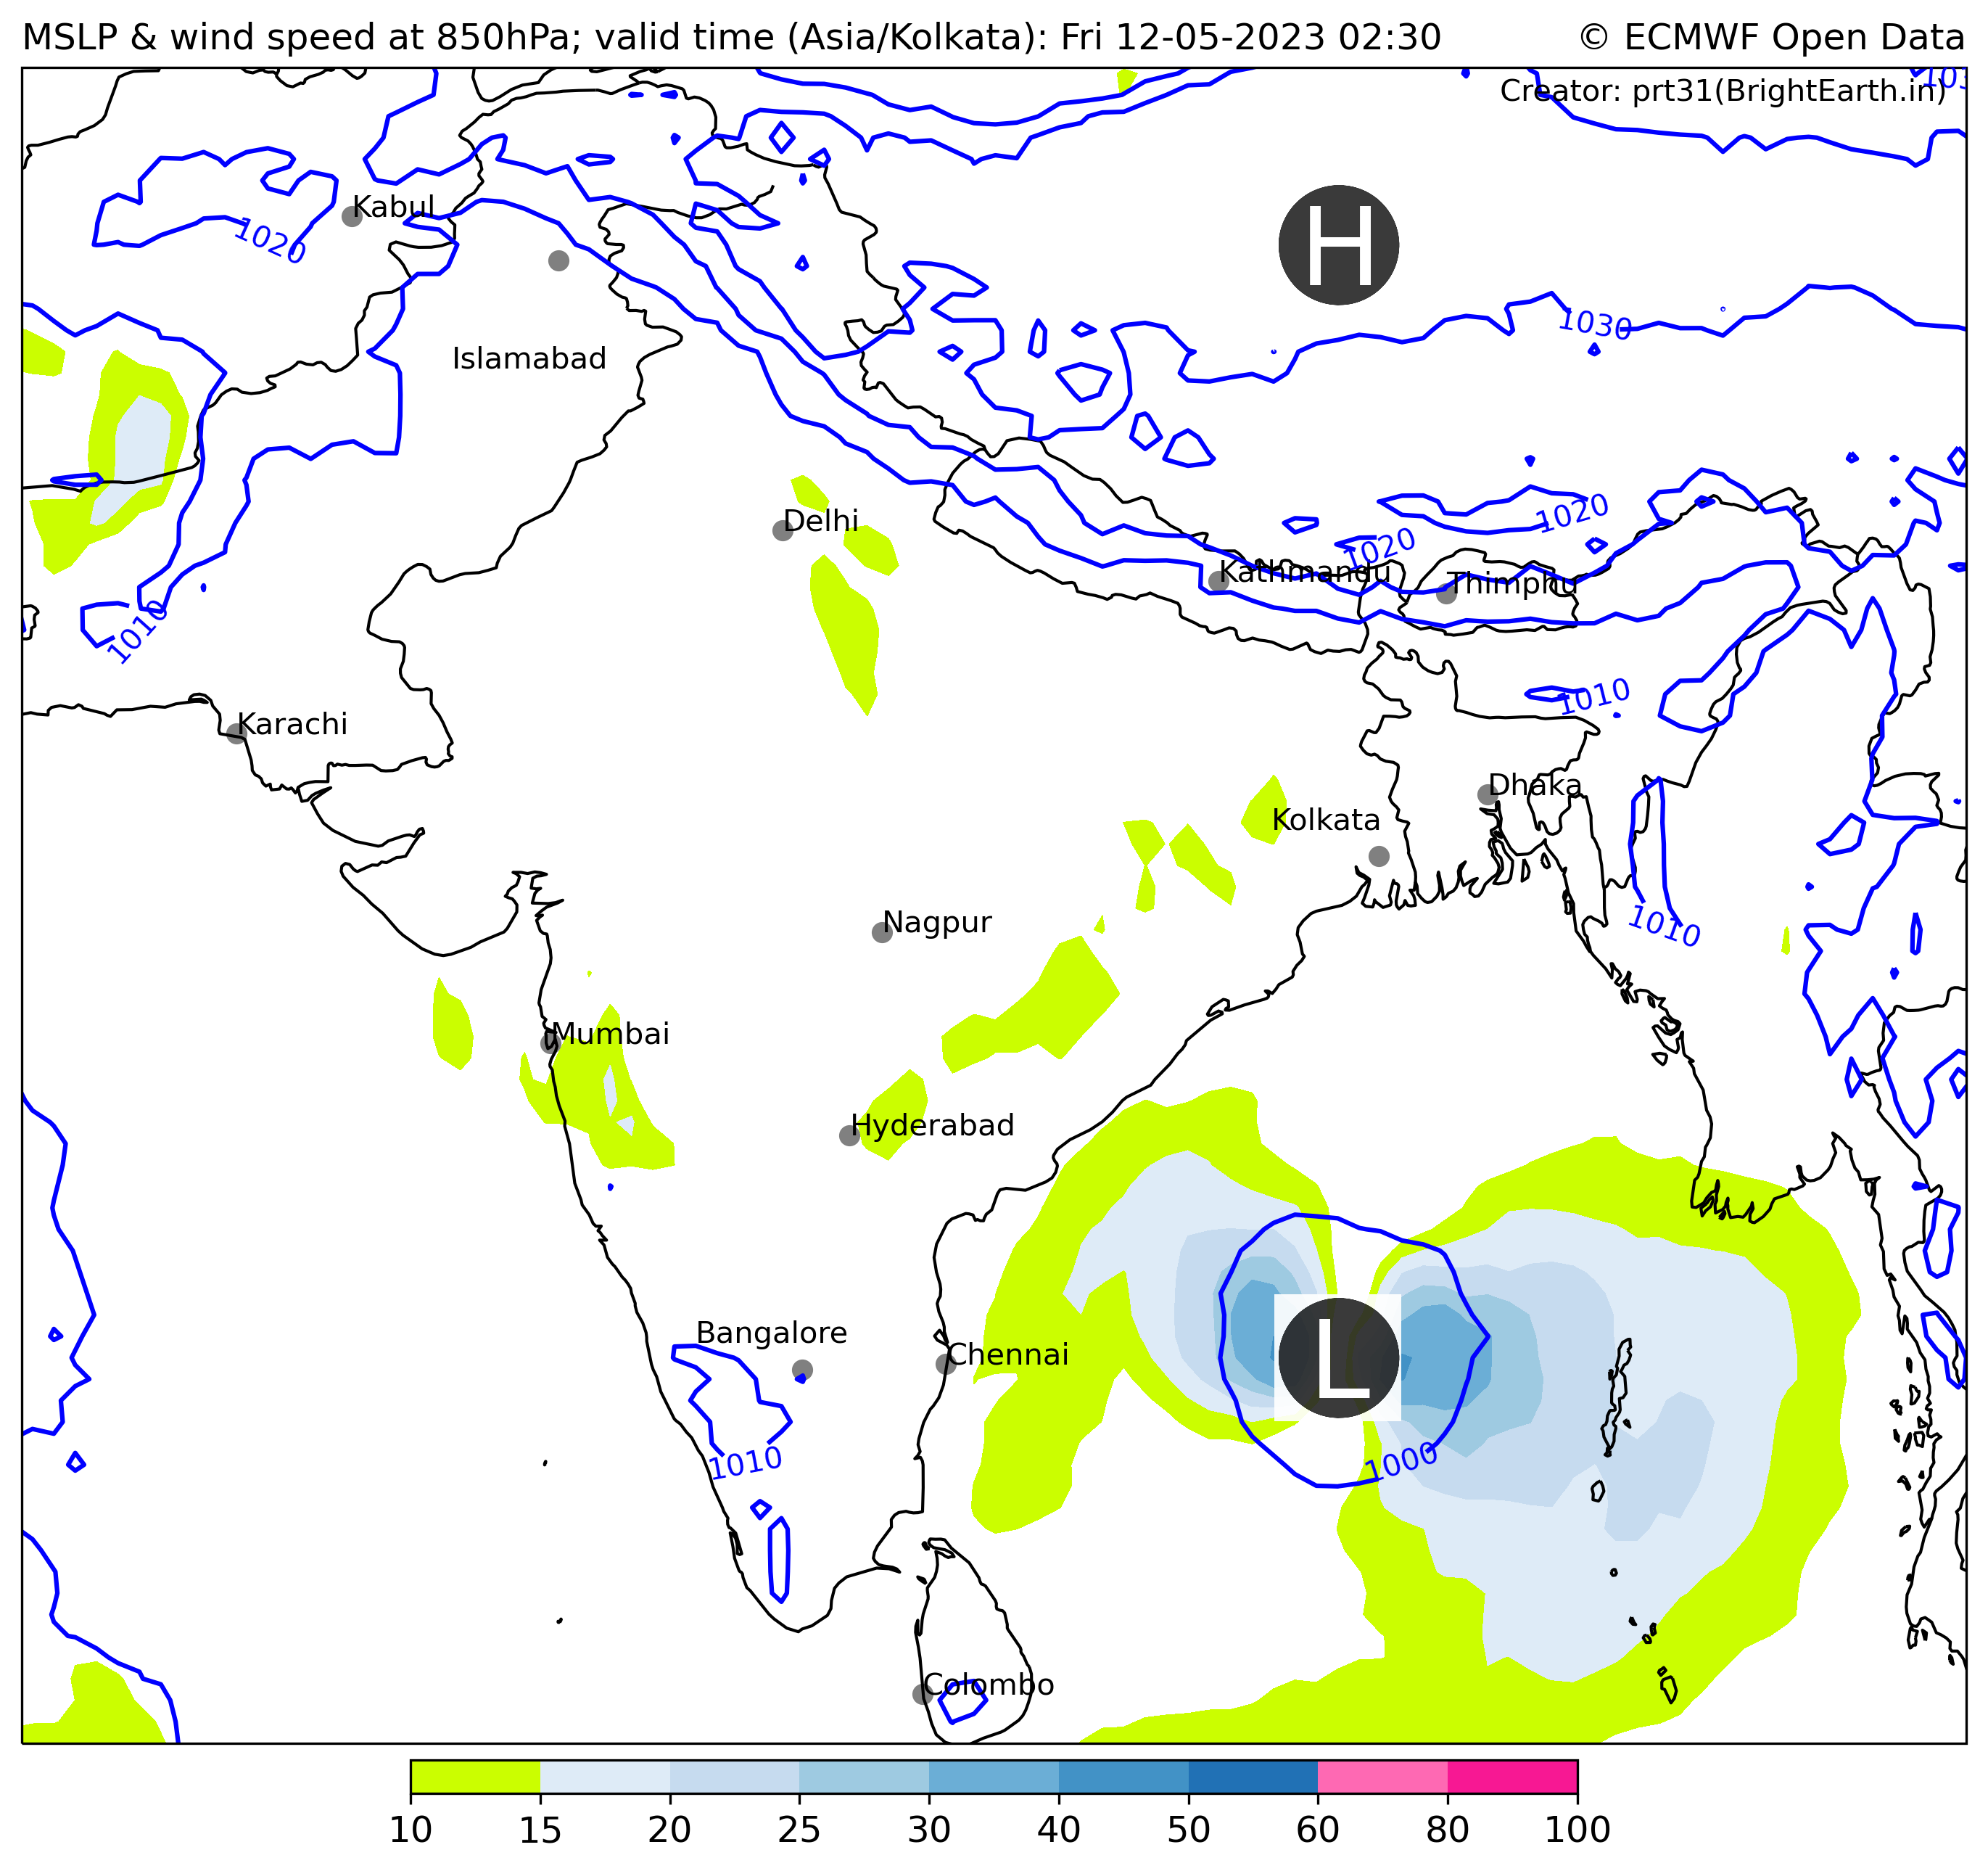 MSLP & wind speed at 850hPa; valid time (Asia/Kolkata): Fri 12-05-2023 02:30
© ECMWF Open Data
Creator: prt31(BrightEarth.in)
H
Kabul
1020
1030
Islamabad
Delhi
1020
1020
Kathmandu
Thimphu
1010
1010
Karachi
Dhaka
Kolkata
Nagpur
1010
Mumbai
Hyderabad
Bangalore
Chennai
L
1010
1000
Colombo
10 15 20 25 30 40 50 60 80 100